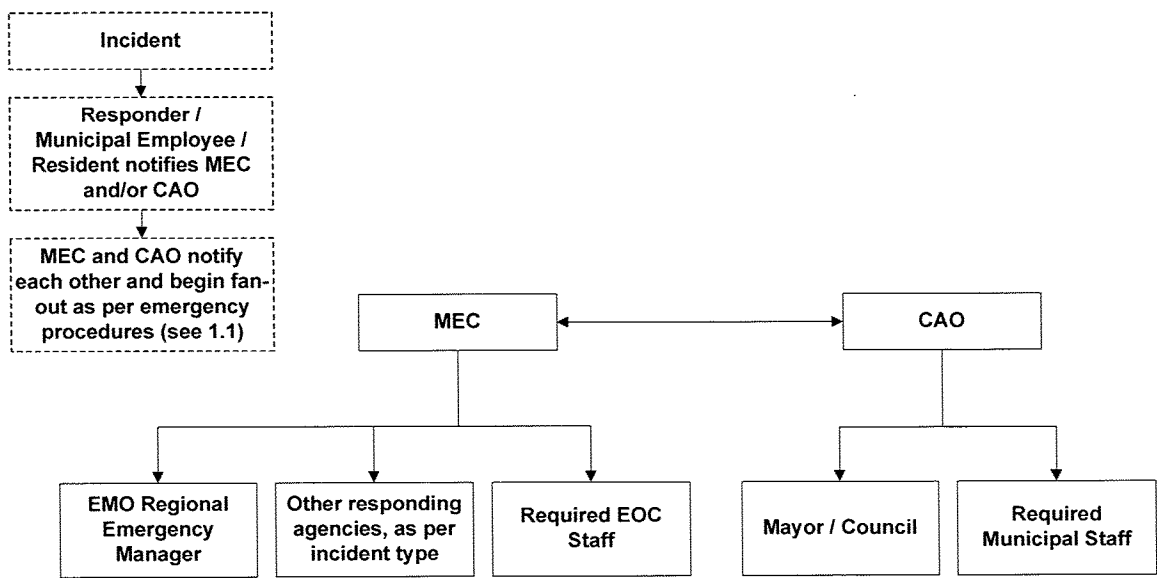 Incident
Responder /
Municipal Employee /
Resident notifies MEC
and/or CAO
MEC and CAO notify
each other and begin fan-
out as per emergency
procedures (see 1.1)
MEC
CAO
EMO Regional
Emergency
Manager
Other responding
agencies, as per
incident type
Required EOC
Staff
Mayor / Council
Required
Municipal Staff